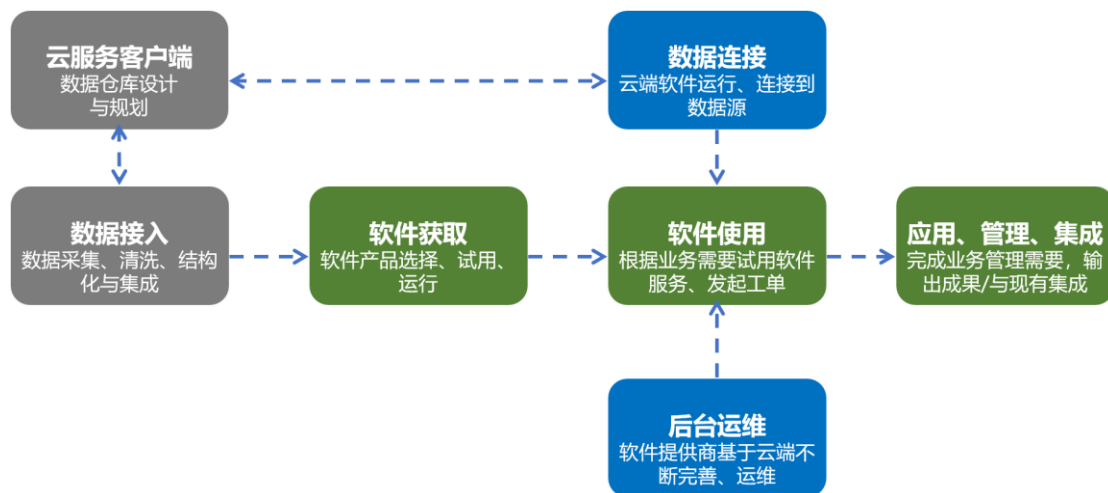 云服务客户端
数据仓库设计
与规划
数据连接
云端软件运行、连接到
数据源
数据接入
数据采集、清洗、结构
化与集成
软件获取
软件产品选择、试用、
运行
软件使用
根据业务需要试用软件
服务、发起工单
应用、管理、集成
完成业务管理需要，输
出成果/与现有集成
后台运维
软件提供商基于云端不
断完善、运维